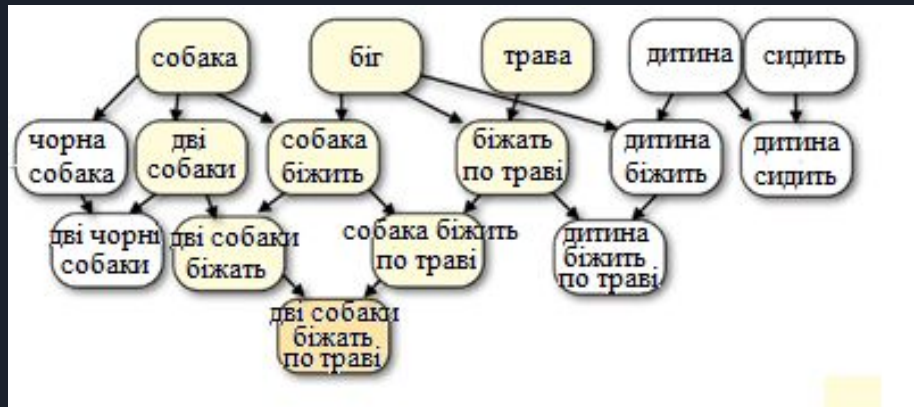 собака
біг
трава
дитина
сидить
чорна
собака
дві
собаки
собака
біжить
біжать
по траві
дитина
біжить
дитина
сидить
дві чорні
собаки
дві собаки
біжать
собака біжить
по траві
дитина
біжить
по траві
дві собаки
біжать
по траві